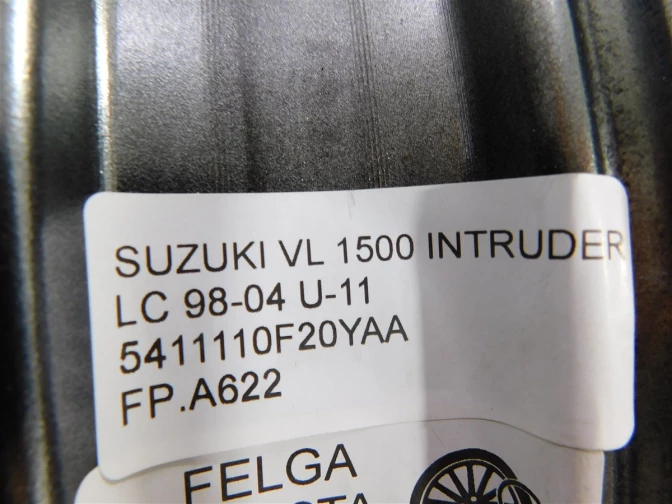 SUZUKI VL 1500 INTRUDER
LC 98-04 U-11
5411110F20YAA
FP.A622
FELGA